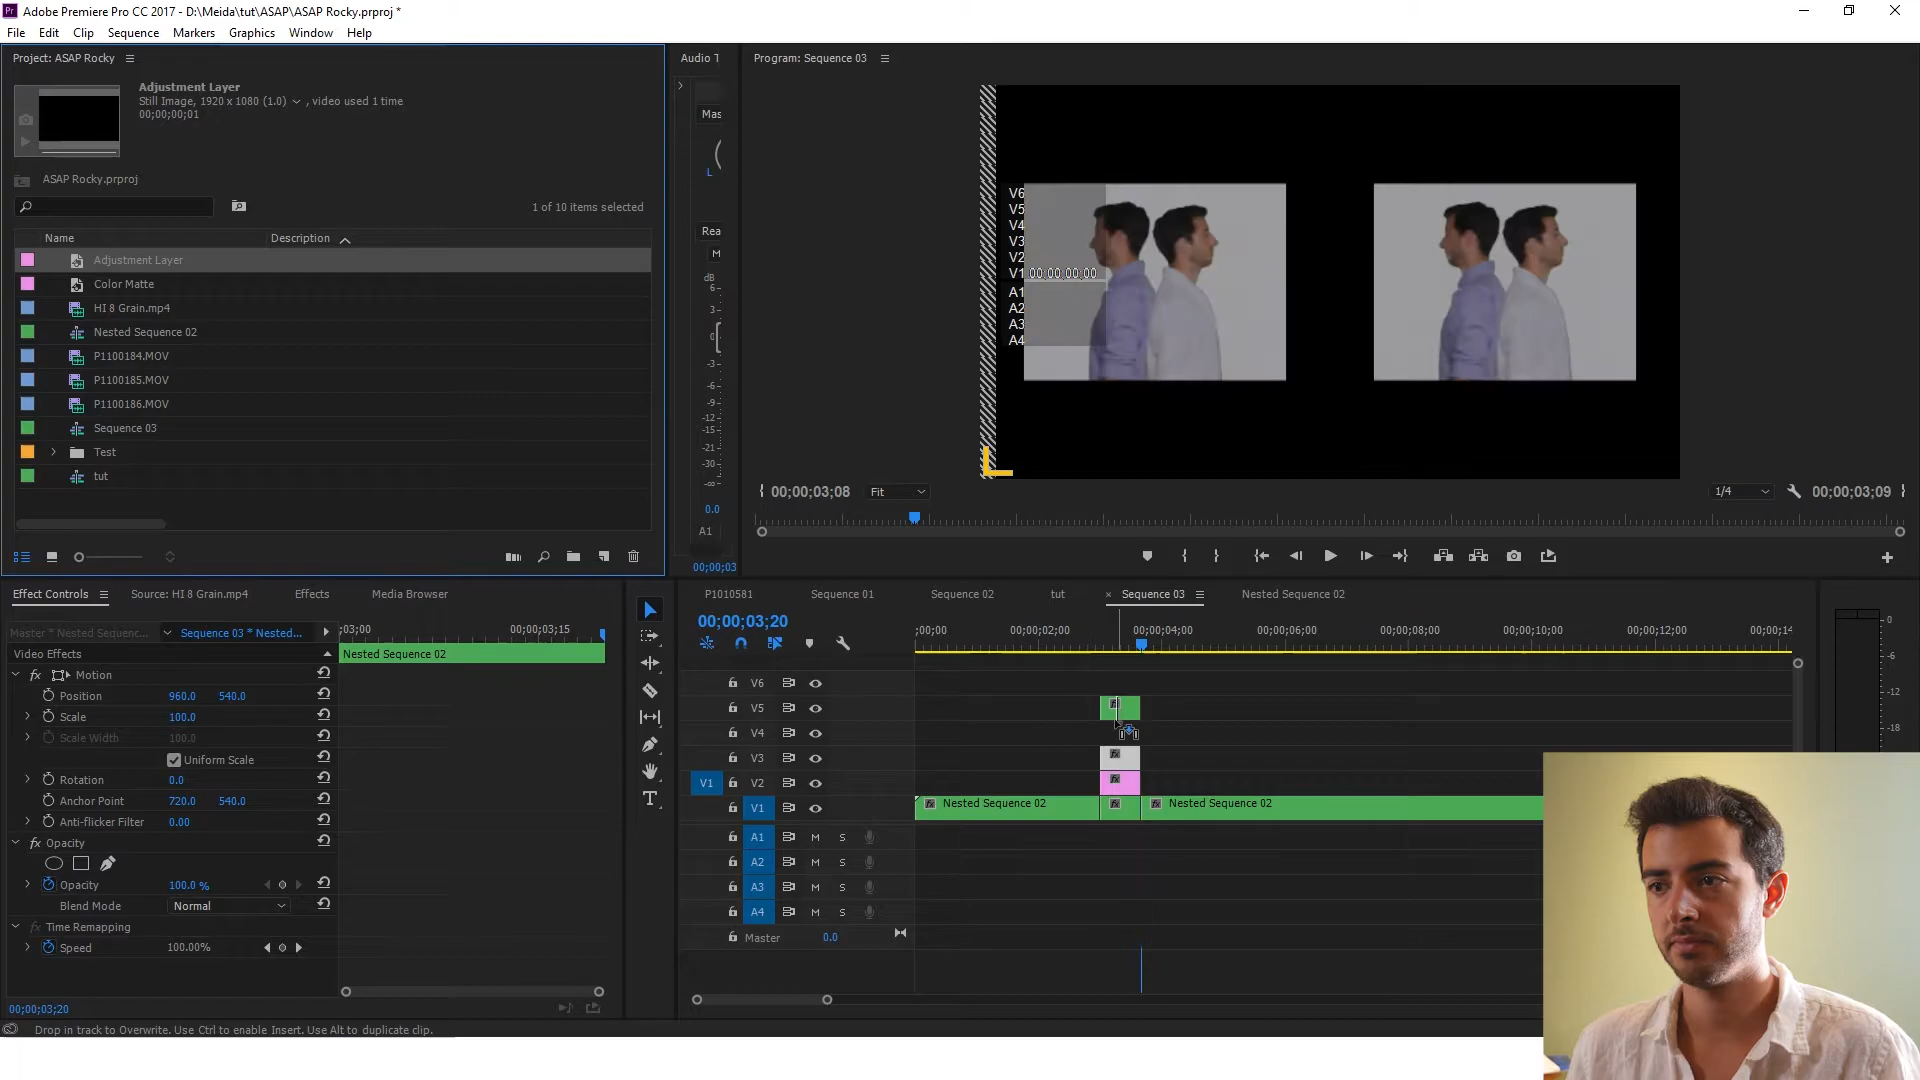 Adobe Premiere Pro CC 2017 - D:\Meida\tut\ASAP\ASAP Rocky.prproj *
File Edit Clip Sequence Markers Graphics Window Help
Project: ASAP Rocky
Adjustment Layer
Still Image, 1920 x 1080 (1.0) , video used 1 time
00;00;00;01
ASAP Rocky.prproj
1 of 10 items selected
Name Description
Adjustment Layer
Color Matte
HI 8 Grain.mp4
Nested Sequence 02
P1100184.MOV
P1100185.MOV
P1100186.MOV
Sequence 03
Test
tut
Audio T
Mas
L
Rea
M
dB
6
3
0
-3
-6
-9
-12
-15
-21
-30
-∞
0.0
A1
00;00;03
Program: Sequence 03
V6
V5
V4
V3
V2
V1 00;00;00;00
A1
A2
A3
A4
00;00;03;08 Fit 1/4 00;00;03;09
Effect Controls Source: HI 8 Grain.mp4 Effects Media Browser
Master * Nested Sequenc... Sequence 03 * Nested...
;03;00 00;00;03;15
Video Effects
Nested Sequence 02
fx Motion
Position 960.0 540.0
Scale 100.0
Scale Width 100.0
Uniform Scale
Rotation 0.0
Anchor Point 720.0 540.0
Anti-flicker Filter 0.00
fx Opacity
Opacity 100.0 %
Blend Mode Normal
fx Time Remapping
Speed 100.00%
00;00;03;20
T
P1010581 Sequence 01 Sequence 02 tut × Sequence 03 Nested Sequence 02
00;00;03;20
;00;00 00;00;02;00 00;00;04;00 00;00;06;00 00;00;08;00 00;00;10;00 00;00;12;00 00;00;14
V6
V5 fx
V4
V3 fx
V1 V2 fx
V1 fx Nested Sequence 02 fx fx Nested Sequence 02
A1 M S
A2 M S
A3 M S
A4 M S
Master 0.0
0
-6
-12
-18
Drop in track to Overwrite. Use Ctrl to enable Insert. Use Alt to duplicate clip.